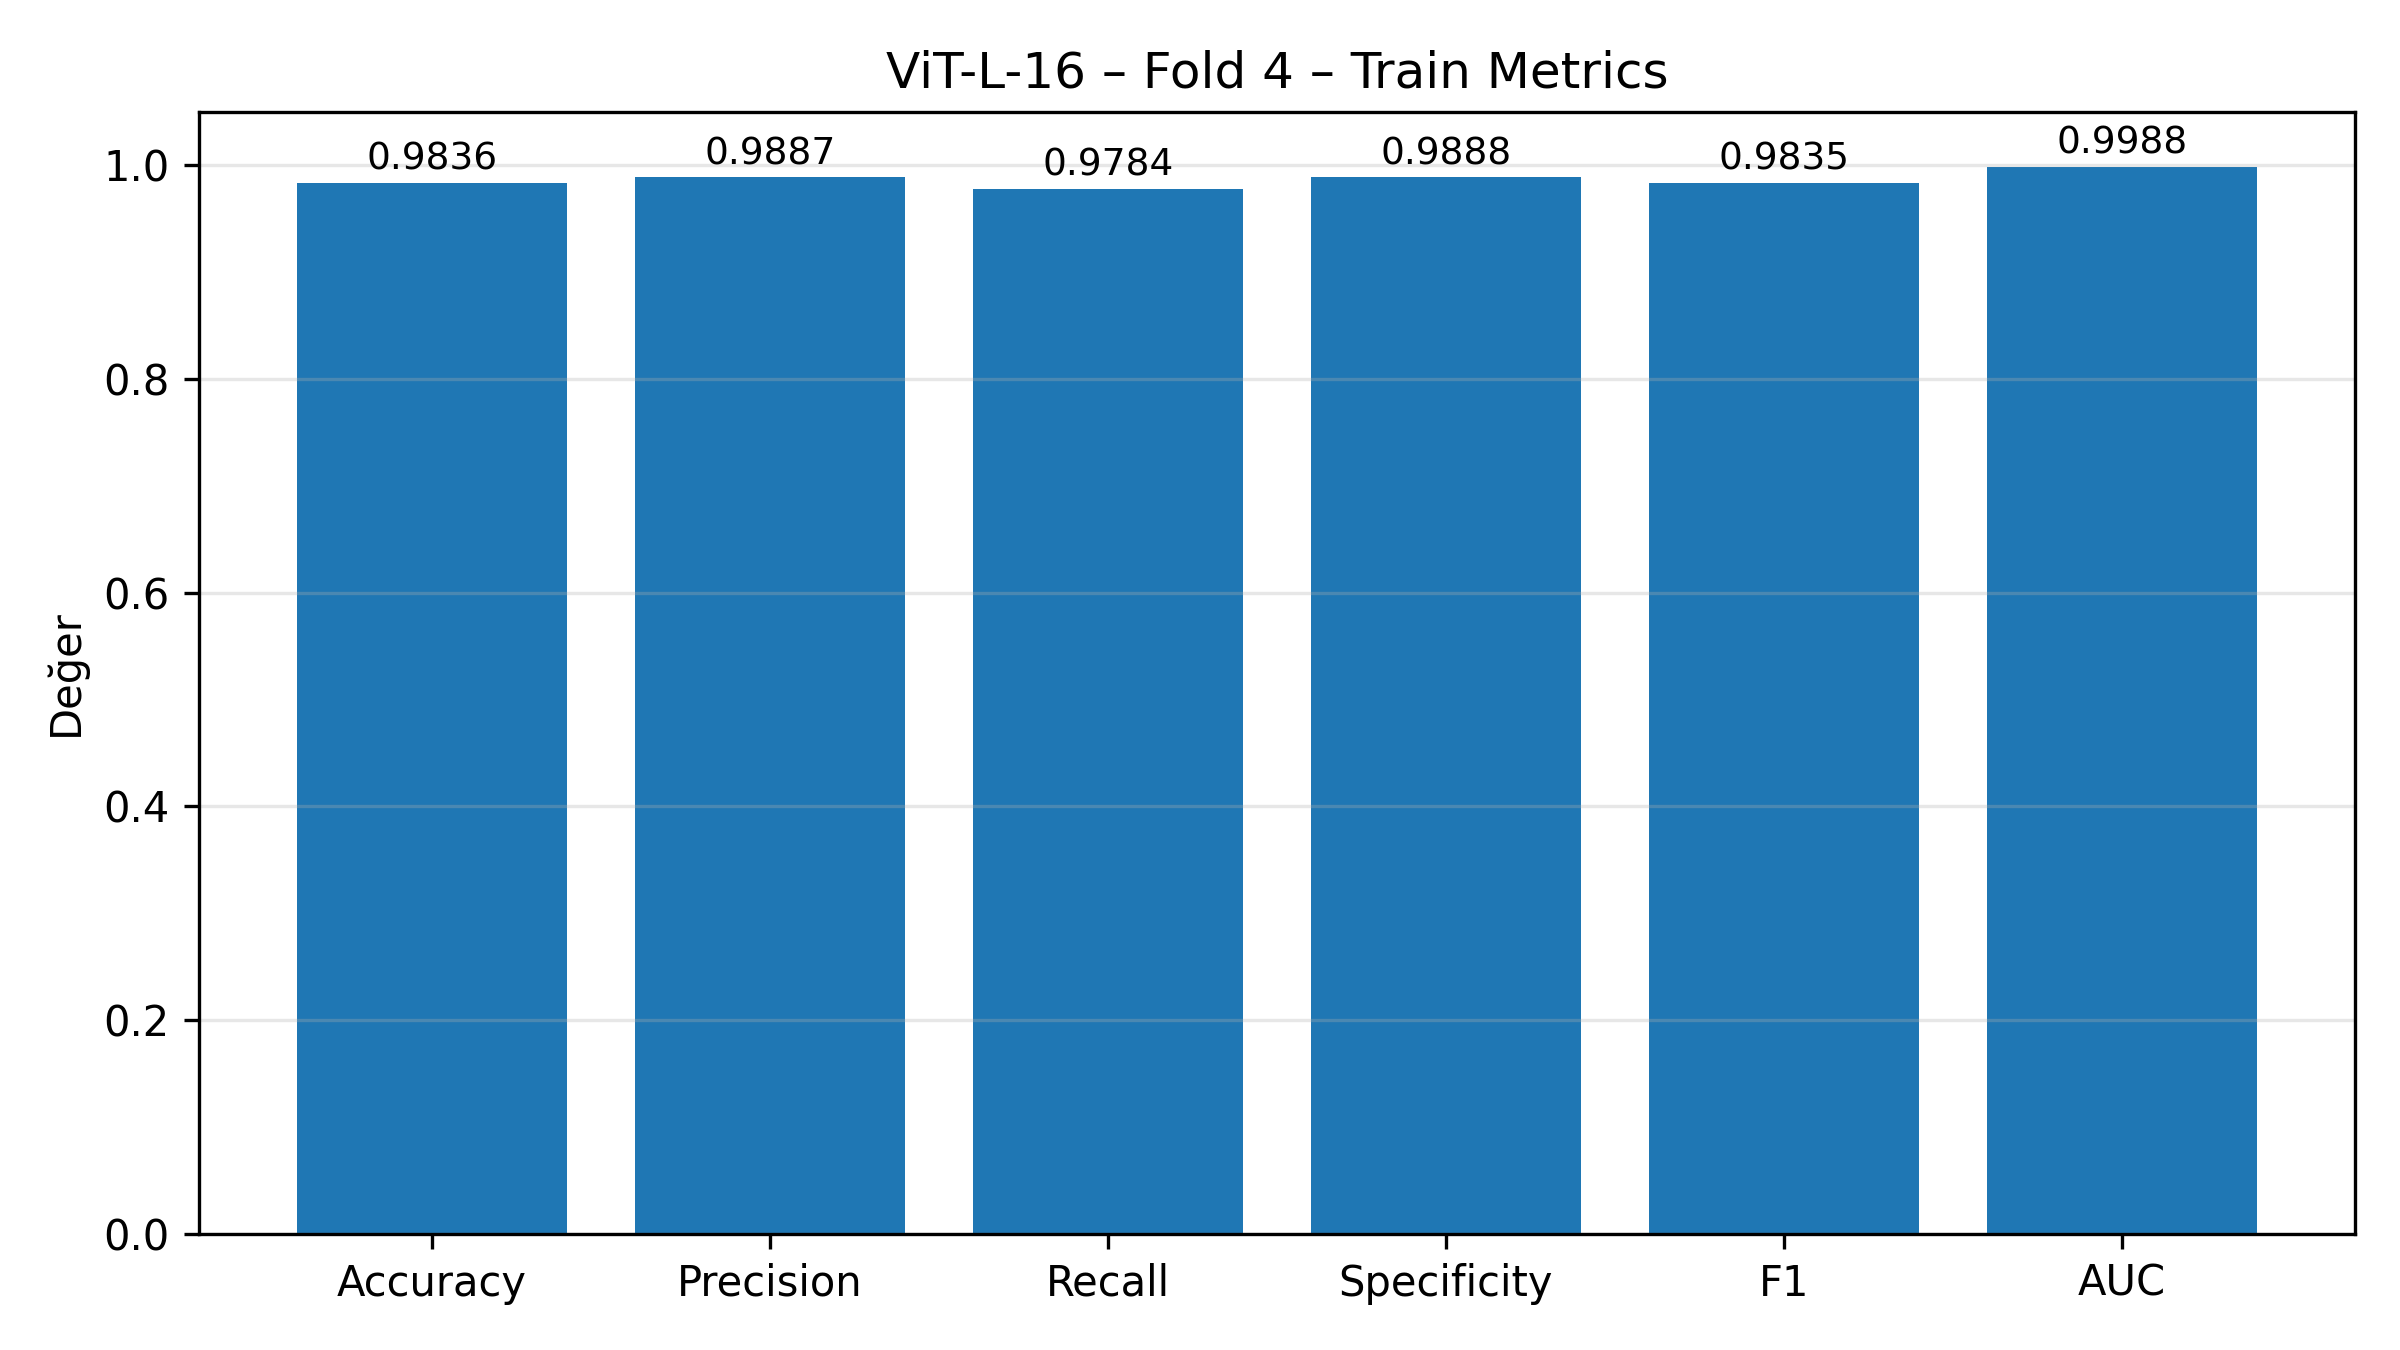 ViT-L-16 – Fold 4 – Train Metrics
0.9836 0.9887 0.9784 0.9888 0.9835 0.9988
1.0
0.8
0.6
0.4
0.2
0.0
Değer
Accuracy Precision Recall Specificity F1 AUC